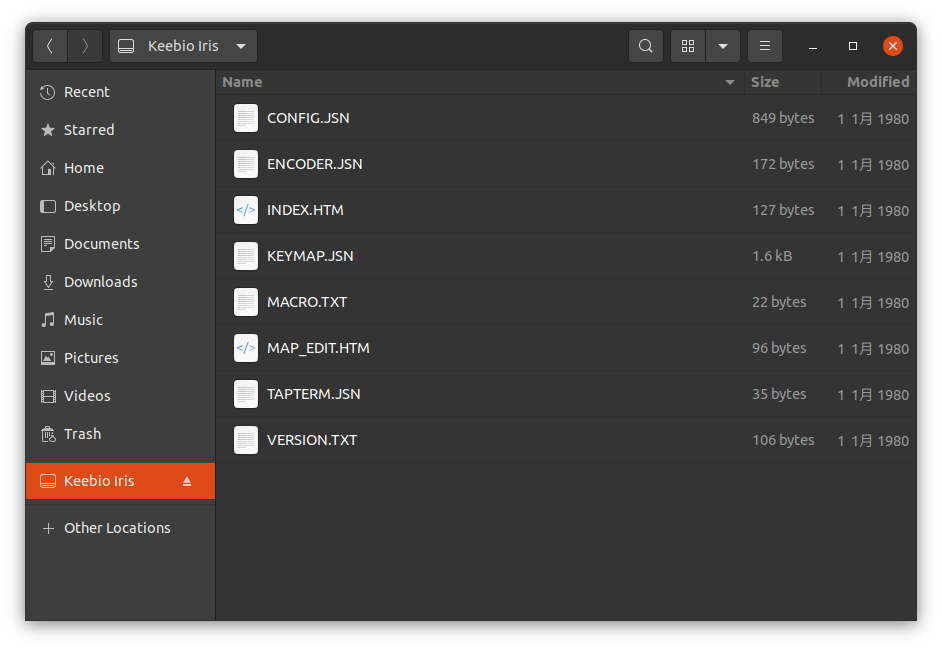 Keebio Iris
Recent
Starred
Home
Desktop
Documents
Downloads
Music
Pictures
Videos
Trash
Keebio Iris
Other Locations
Name Size Modified
CONFIG.JSN 849 bytes 1 1月 1980
ENCODER.JSN 172 bytes 1 1月 1980
INDEX.HTM 127 bytes 1 1月 1980
KEYMAP.JSN 1.6 kB 1 1月 1980
MACRO.TXT 22 bytes 1 1月 1980
MAP_EDIT.HTM 96 bytes 1 1月 1980
TAPTERM.JSN 35 bytes 1 1月 1980
VERSION.TXT 106 bytes 1 1月 1980